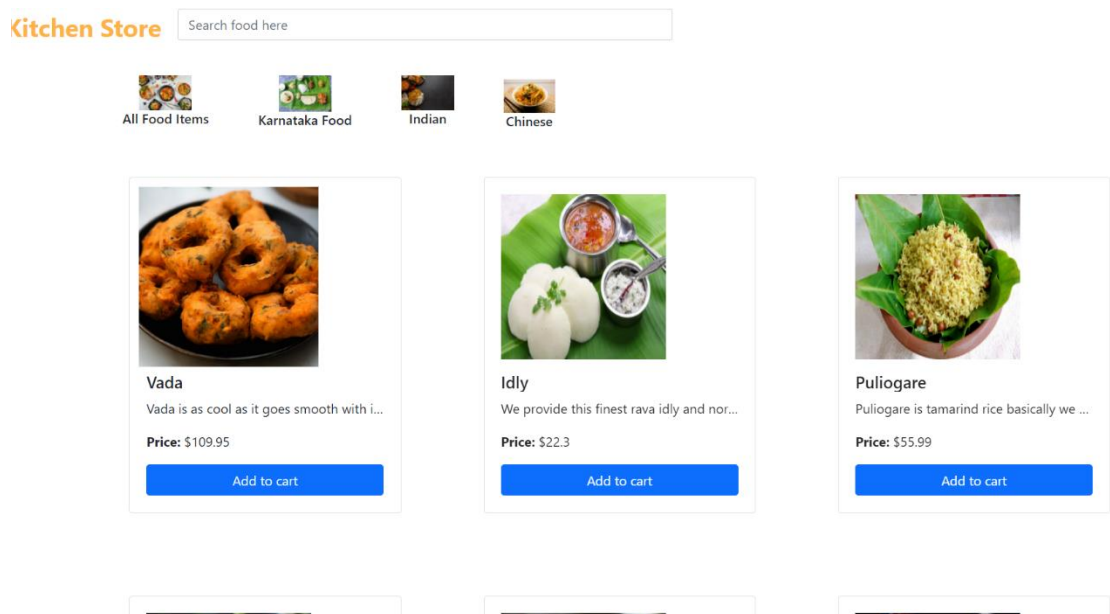 Kitchen Store
Search food here
All Food Items
Karnataka Food
Indian
Chinese
Vada
Vada is as cool as it goes smooth with i...
Price: $109.95
Add to cart
Idly
We provide this finest rava idly and nor...
Price: $22.3
Add to cart
Puliogare
Puliogare is tamarind rice basically we ...
Price: $55.99
Add to cart